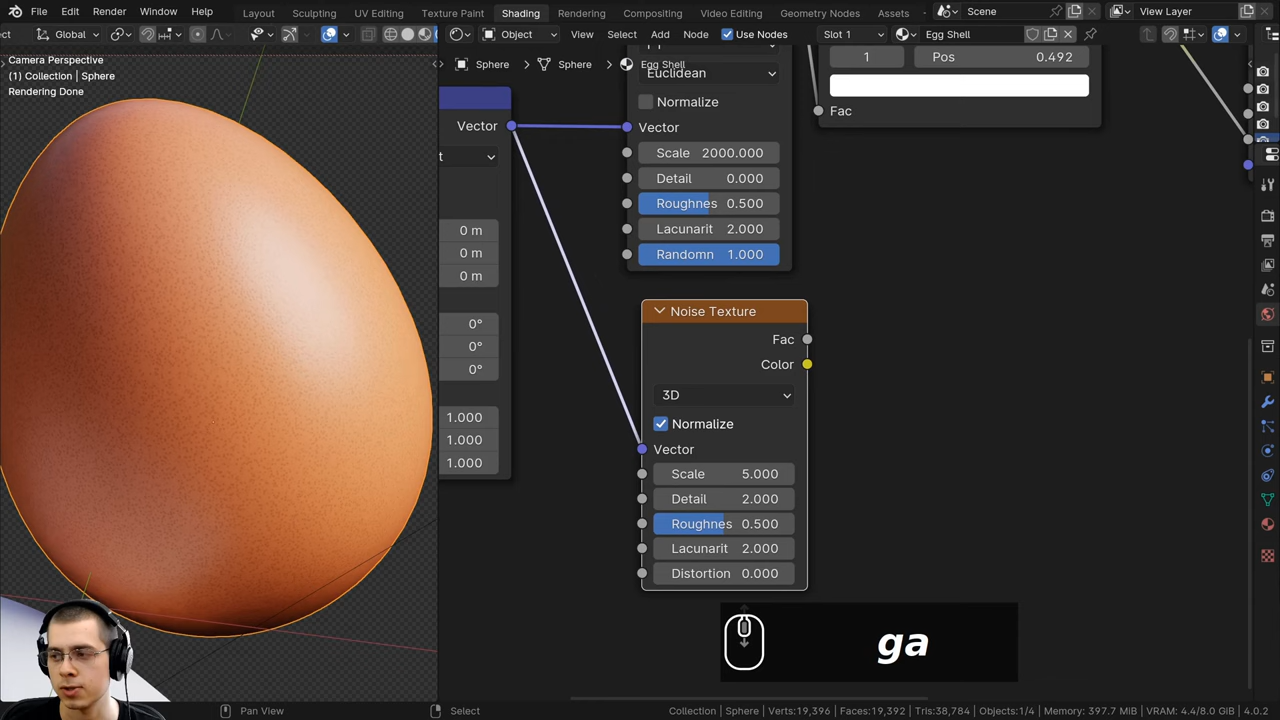 File Edit Render Window Help Layout Sculpting UV Editing Texture Paint Shading Rendering Compositing Video Editing Geometry Nodes Assets Scene View Layer
ect Global Object View Select Add Node Use Nodes Slot 1 Egg Shell
Camera Perspective
(1) Collection | Sphere
Rendering Done
Sphere Sphere Egg Shell
Euclidean
Normalize
Vector
Scale 2000.000
Detail 0.000
Roughnes 0.500
Lacunarit 2.000
Randomn 1.000
1 Pos 0.492
Fac
Vector
t
0 m
0 m
0 m
0°
0°
0°
1.000
1.000
1.000
Noise Texture
Fac
Color
3D
Normalize
Vector
Scale 5.000
Detail 2.000
Roughnes 0.500
Lacunarit 2.000
Distortion 0.000
ga
Pan View Select Collection | Sphere | Verts:19,396 | Faces:19,392 | Tris:38,784 | Objects:1/4 | Memory: 397.7 MiB | VRAM: 4.4/8.0 GiB | 4.0.2